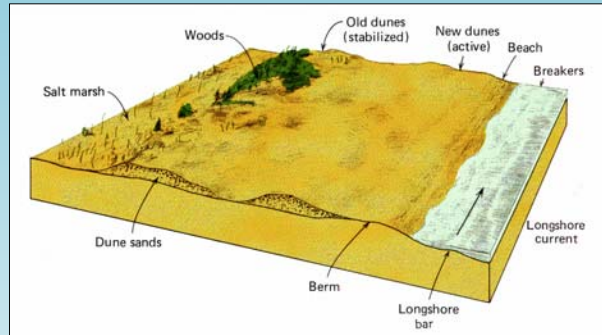 Old dunes
(stabilized)
New dunes
(active)
Woods
Beach
Breakers
Salt marsh
Dune sands
Berm
Longshore
bar
Longshore
current